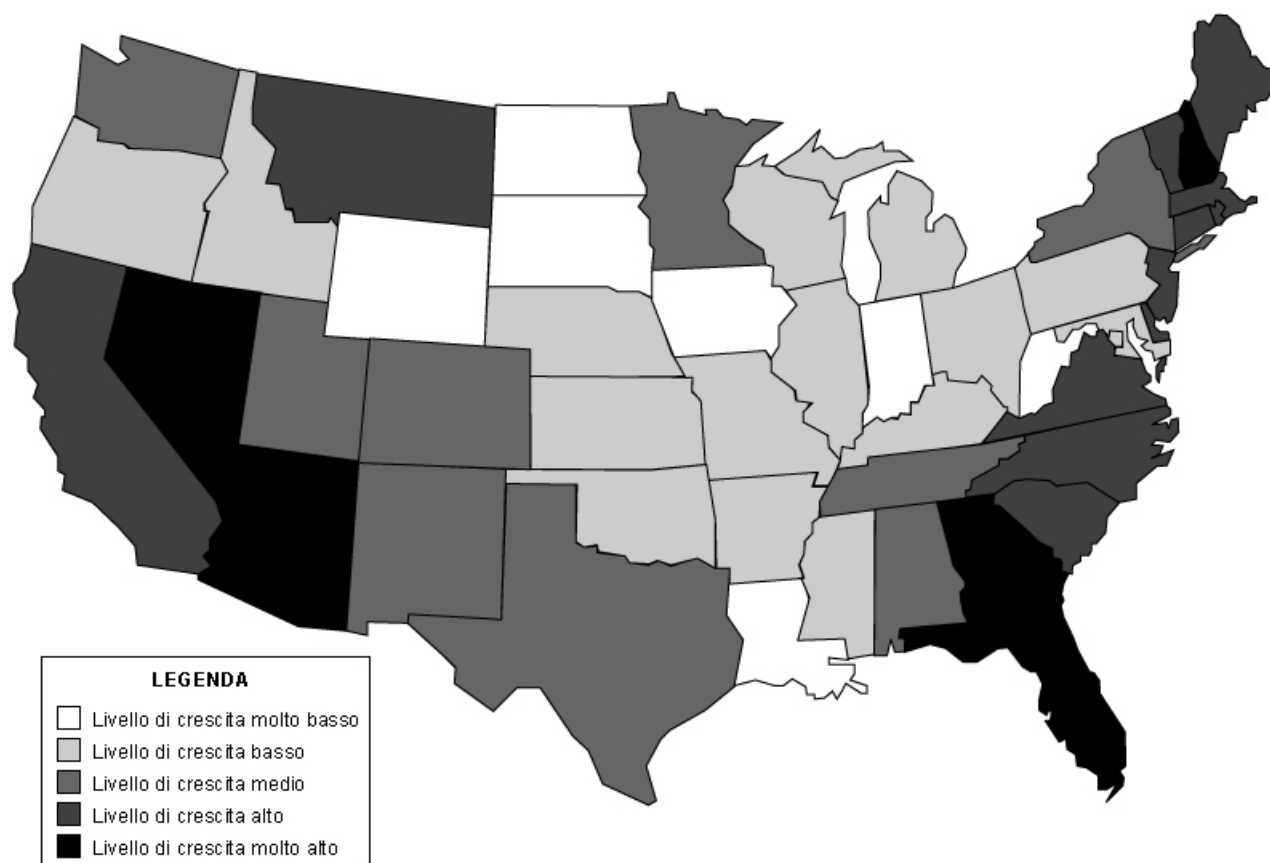 LEGENDA
Livello di crescita molto basso
Livello di crescita basso
Livello di crescita medio
Livello di crescita alto
Livello di crescita molto alto